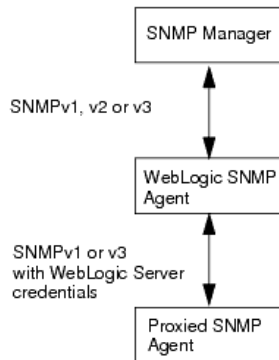 SNMP Manager
SNMPv1, v2 or v3
WebLogic SNMP
Agent
SNMPv1 or v3
with WebLogic Server
credentials
Proxied SNMP
Agent